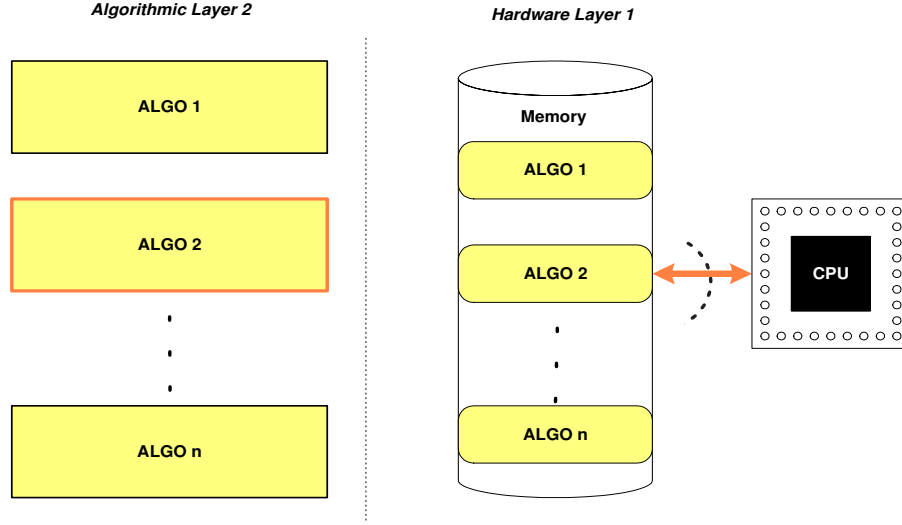 Algorithmic Layer 2
ALGO 1
ALGO 2
ALGO n
Hardware Layer 1
Memory
ALGO 1
ALGO 2
ALGO n
CPU